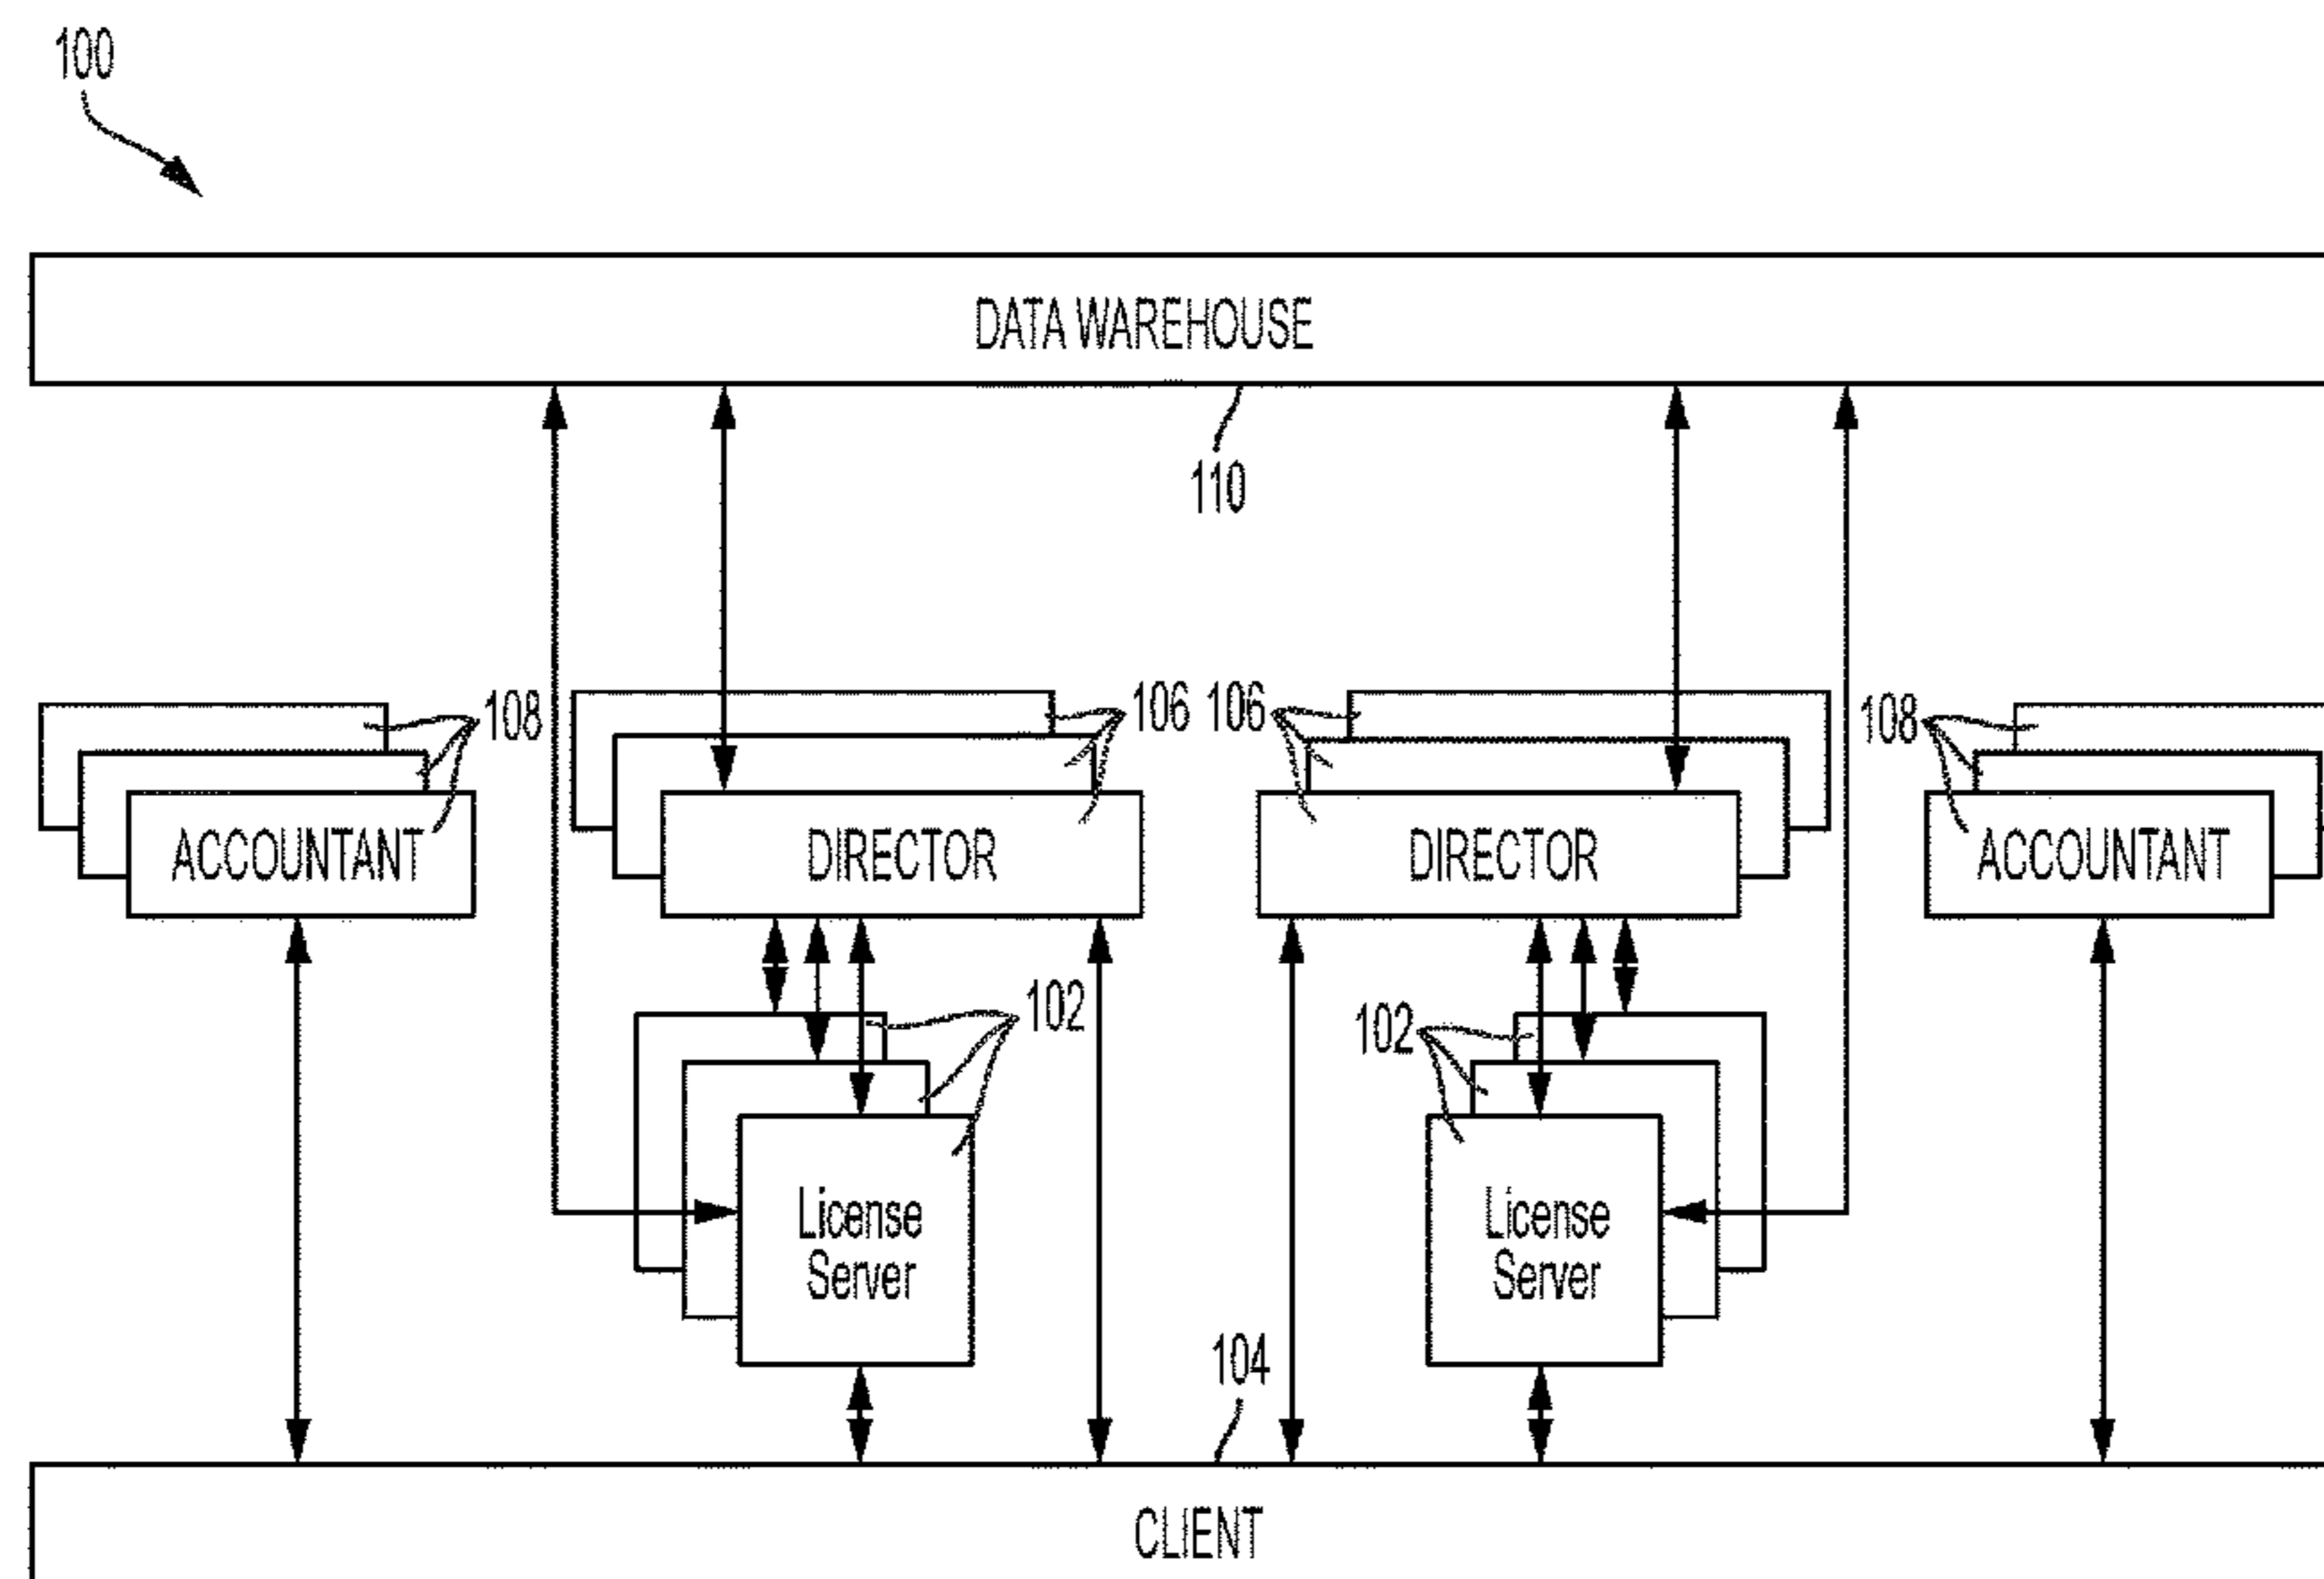 100
DATA WAREHOUSE
110
108
106
106
108
ACCOUNTANT
DIRECTOR
DIRECTOR
ACCOUNTANT
102
102
License
Server
License
Server
104
CLIENT